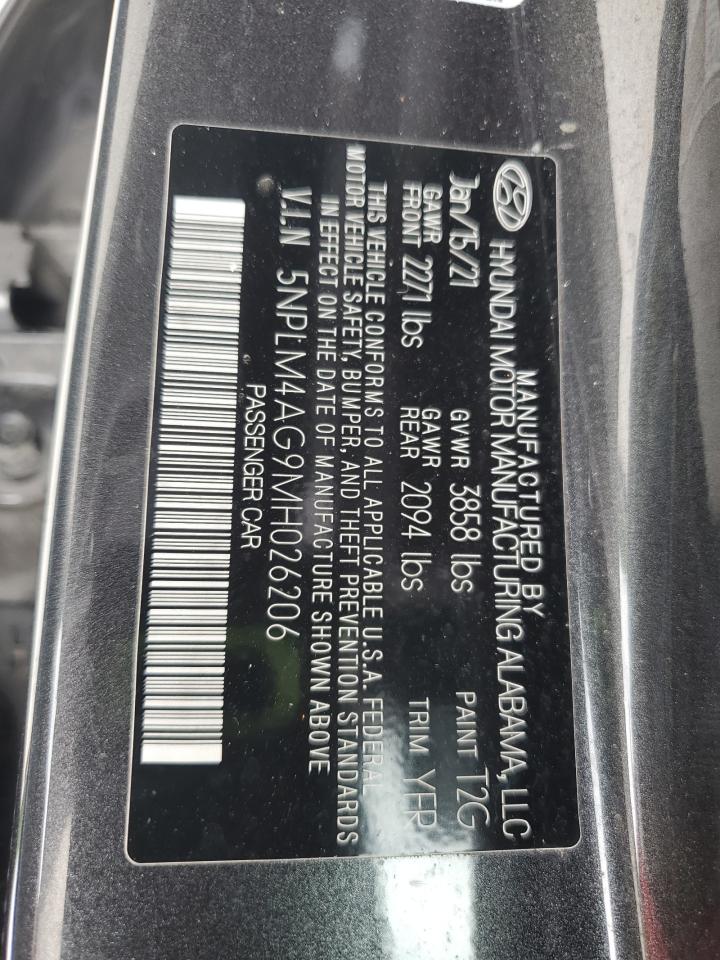 MANUFACTURED BY
HYUNDAI MOTOR MANUFACTURING ALABAMA, LLC
Jan/15/21 GVWR 3858 lbs PAINT T2G
GAWR FRONT 2271 lbs GAWR REAR 2094 lbs TRIM YFR
THIS VEHICLE CONFORMS TO ALL APPLICABLE U.S.A. FEDERAL
MOTOR VEHICLE SAFETY, BUMPER, AND THEFT PREVENTION STANDARDS
IN EFFECT ON THE DATE OF MANUFACTURE SHOWN ABOVE
V.I.N 5NPLM4AG9MH026206
PASSENGER CAR